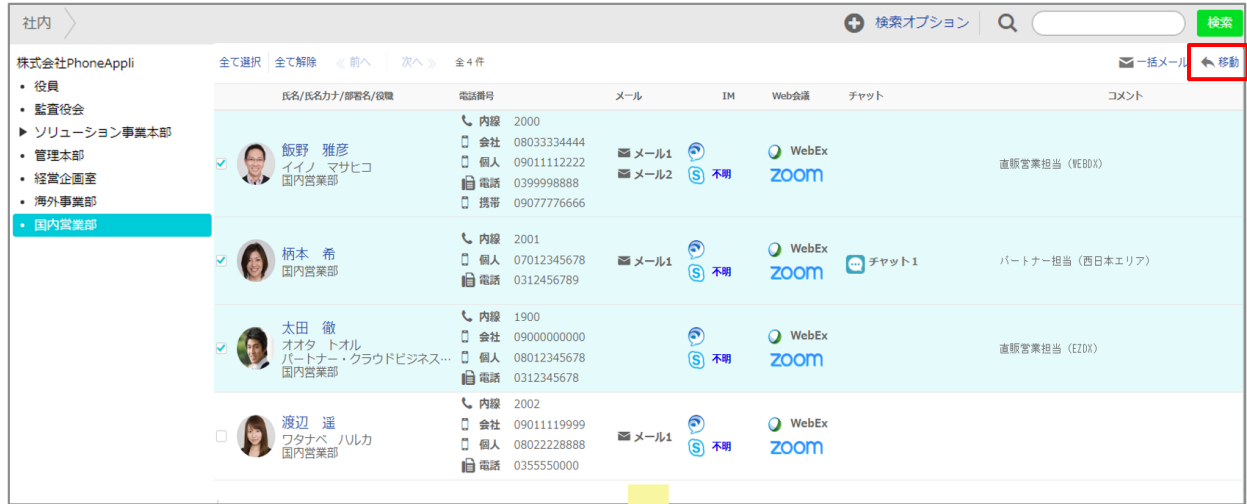 社内
検索オプション
検索
株式会社PhoneAppli
・ 役員
・ 監査役会
▶ ソリューション事業本部
・ 管理本部
・ 経営企画室
・ 海外事業部
・ 国内営業部
全て選択 全て解除 ≪ 前へ 次へ ≫ 全 4 件
一括メール 移動
氏名/氏名カナ/部署名/役職 電話番号 メール IM Web会議 チャット コメント
飯野 雅彦
イイノ マサヒコ
国内営業部
内線 2000
会社 08033334444
個人 09011112222
電話 0399998888
携帯 09077776666
メール1
メール2
不明
WebEx
zoom
直販営業担当 (WEBDX)
柄本 希
国内営業部
内線 2001
個人 07012345678
電話 0312456789
メール1
不明
WebEx
zoom
チャット1
パートナー担当 (西日本エリア)
太田 徹
オオタ トオル
パートナー・クラウドビジネス…
国内営業部
内線 1900
会社 09000000000
個人 08012345678
電話 0312345678
不明
WebEx
zoom
直販営業担当 (EZDX)
渡辺 遥
ワタナベ ハルカ
国内営業部
内線 2002
会社 09011119999
個人 08022228888
電話 0355550000
メール1
不明
WebEx
zoom